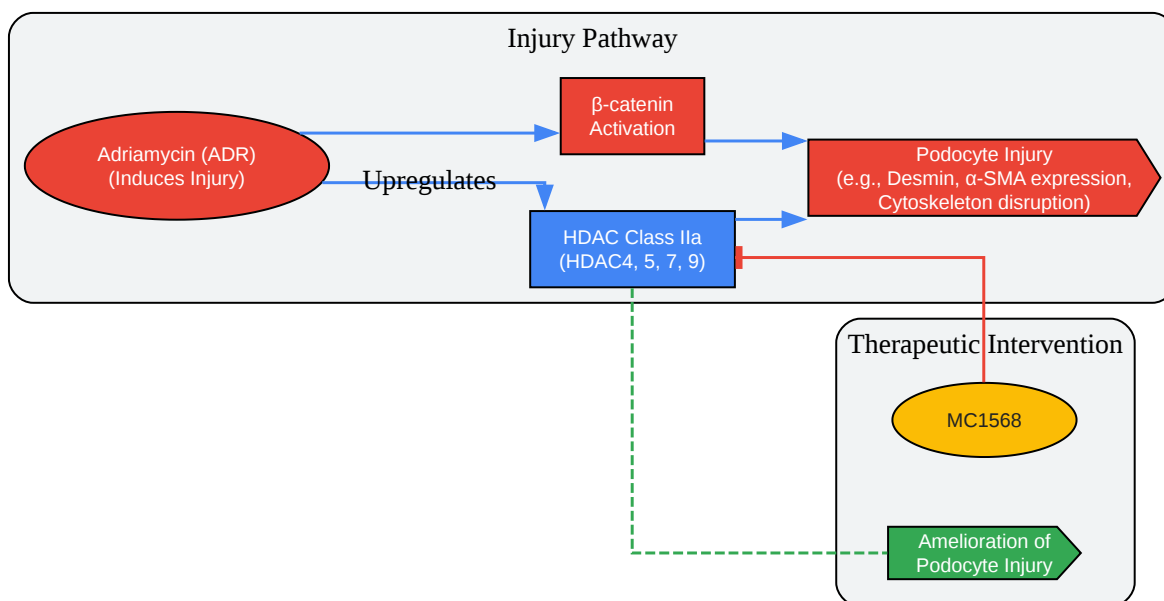 Injury Pathway
β-catenin
Activation
Adriamycin (ADR)
(Induces Injury)
Upregulates
Podocyte Injury
(e.g., Desmin, α-SMA expression,
Cytoskeleton disruption)
HDAC Class IIa
(HDAC4, 5, 7, 9)
Therapeutic Intervention
MC1568
Amelioration of
Podocyte Injury